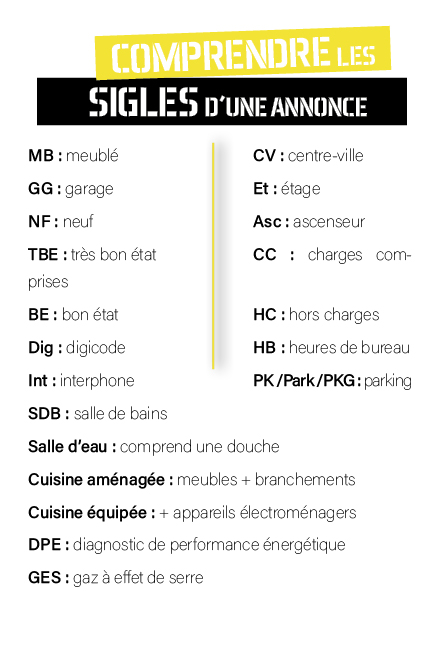 COMPRENDRE LES
SIGLES D'UNE ANNONCE
MB : meublé
CV : centre-ville
GG : garage
Et : étage
NF : neuf
Asc : ascenseur
TBE : très bon état
CC : charges com-
prises
BE : bon état
HC : hors charges
Dig : digicode
HB : heures de bureau
Int : interphone
PK /Park /PKG : parking
SDB : salle de bains
Salle d'eau : comprend une douche
Cuisine aménagée : meubles + branchements
Cuisine équipée : + appareils électroménagers
DPE : diagnostic de performance énergétique
GES : gaz à effet de serre